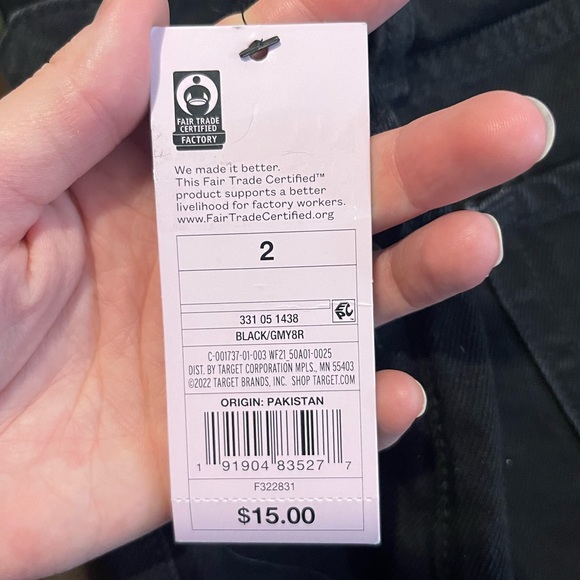 FAIR TRADE
CERTIFIED
FACTORY
We made it better.
This Fair Trade Certified™
product supports a better
livelihood for factory workers.
www.FairTradeCertified.org
2
331 05 1438
BLACK/GMY8R
C-001737-01-003 WF21 50A01-0025
DIST. BY TARGET CORPORATION MPLS., MN 55403
©2022 TARGET BRANDS, INC. SHOP TARGET.COM
ORIGIN: PAKISTAN
1 91904 83527 7
F322831
$15.00